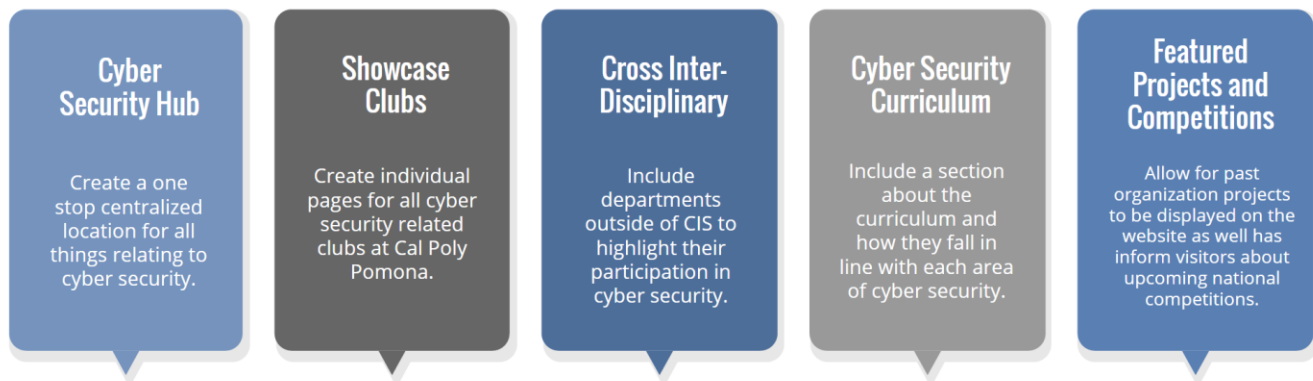 Cyber
Security Hub
Create a one
stop centralized
location for all
things relating to
cyber security.
Showcase
Clubs
Create individual
pages for all cyber
security related
clubs at Cal Poly
Pomona.
Cross Inter-
Disciplinary
Include
departments
outside of CIS to
highlight their
participation in
cyber security.
Cyber Security
Curriculum
Include a section
about the
curriculum and
how they fall in
line with each area
of cyber security.
Featured
Projects and
Competitions
Allow for past
organization projects
to be displayed on the
website as well has
inform visitors about
upcoming national
competitions.